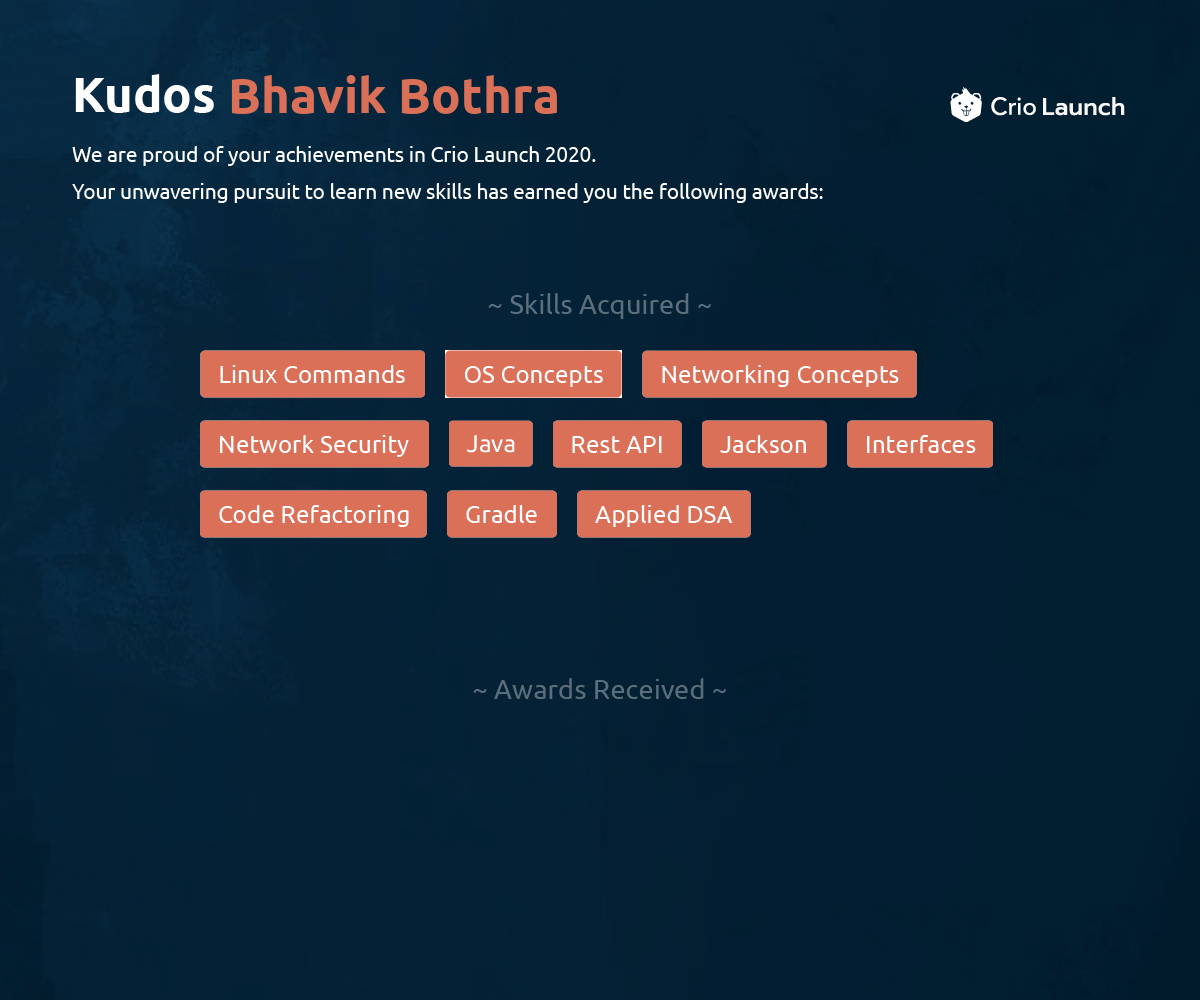 Kudos Bhavik Bothra
Crio Launch
We are proud of your achievements in Crio Launch 2020.
Your unwavering pursuit to learn new skills has earned you the following awards:
~ Skills Acquired ~
Linux Commands OS Concepts Networking Concepts
Network Security Java Rest API Jackson Interfaces
Code Refactoring Gradle Applied DSA
~ Awards Received ~